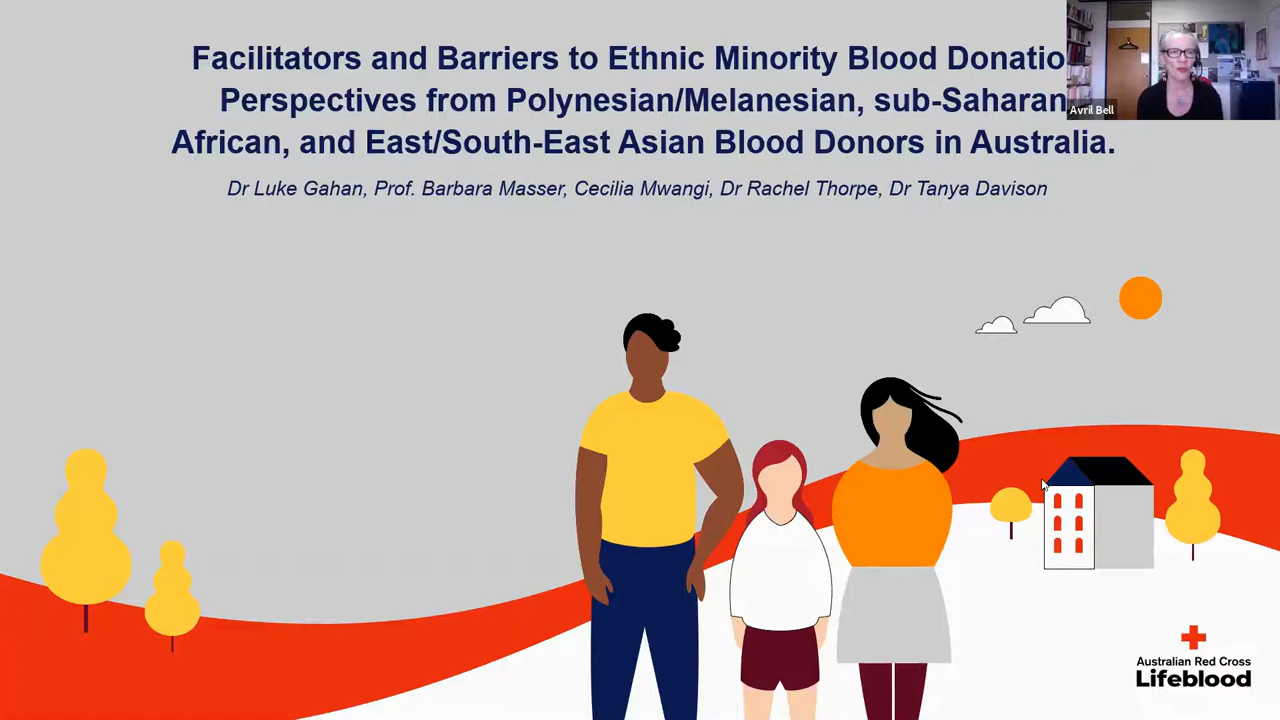 Facilitators and Barriers to Ethnic Minority Blood Donatio
Perspectives from Polynesian/Melanesian, sub-Saharan
African, and East/South-East Asian Blood Donors in Australia.
Dr Luke Gahan, Prof. Barbara Masser, Cecilia Mwangi, Dr Rachel Thorpe, Dr Tanya Davison
Avril Bell
Australian Red Cross
Lifeblood